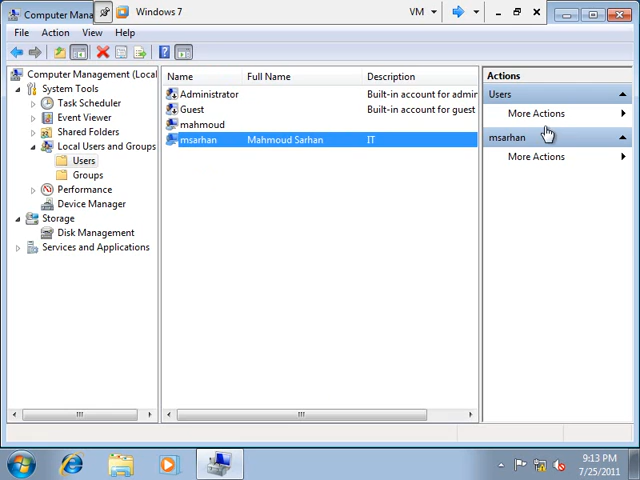 Computer Mana
Windows 7
VM
File Action View Help
Computer Management (Local
System Tools
Task Scheduler
Event Viewer
Shared Folders
Local Users and Groups
Users
Groups
Performance
Device Manager
Storage
Disk Management
Services and Applications
Name Full Name Description
Administrator Built-in account for admir
Guest Built-in account for guest
mahmoud
msarhan Mahmoud Sarhan IT
Actions
Users
More Actions
msarhan
More Actions
9:13 PM
7/25/2011